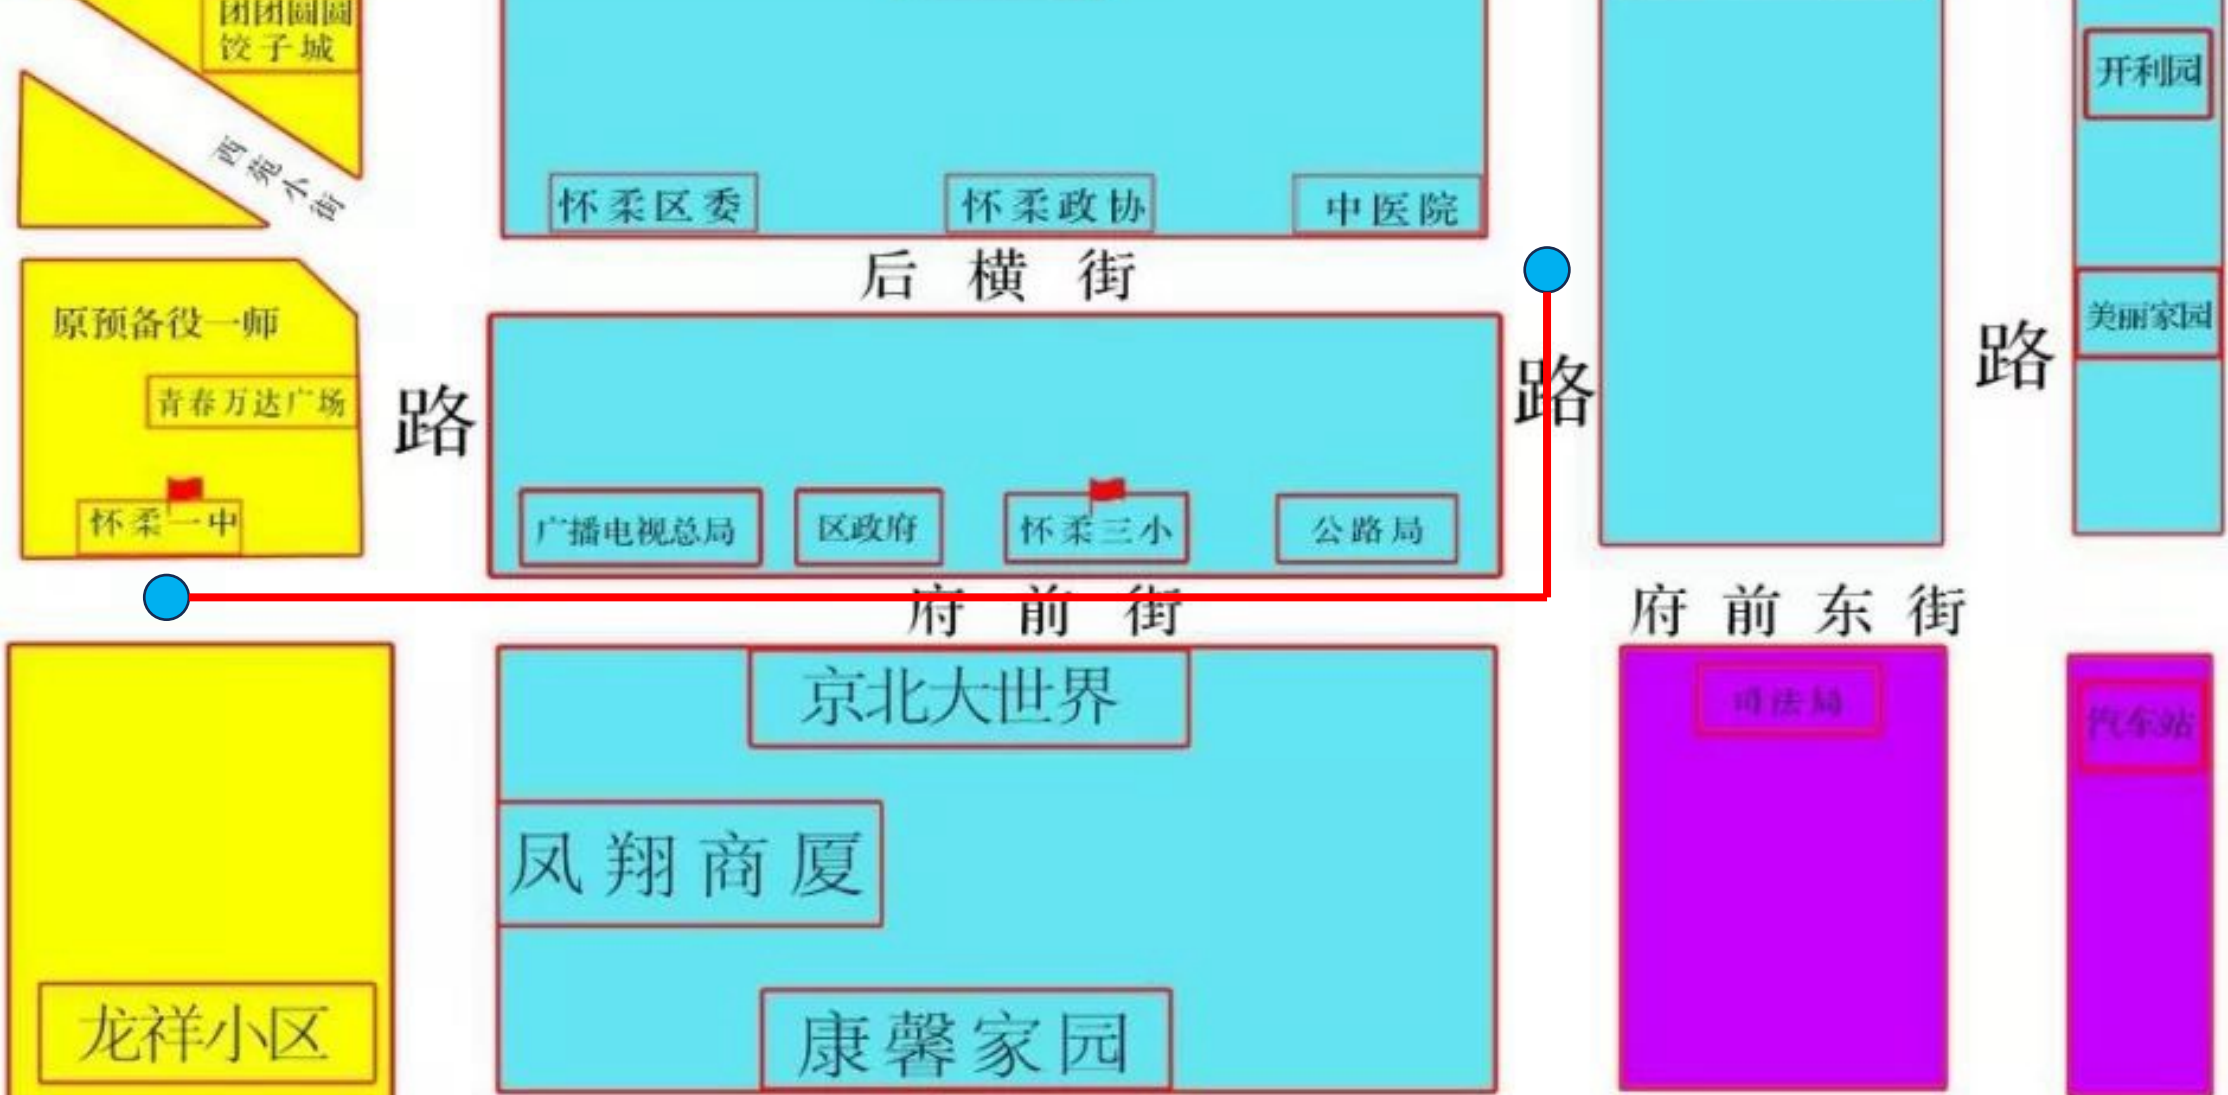 团团圆圆
饺子城
西苑小街
开利园
怀柔区委
怀柔政协
中医院
后横街
原预备役一师
美丽家园
青春万达广场
路
路
路
怀柔一中
广播电视总局
区政府
怀柔三小
公路局
府前街
府前东街
京北大世界
司法局
汽车站
凤翔商厦
龙祥小区
康馨家园